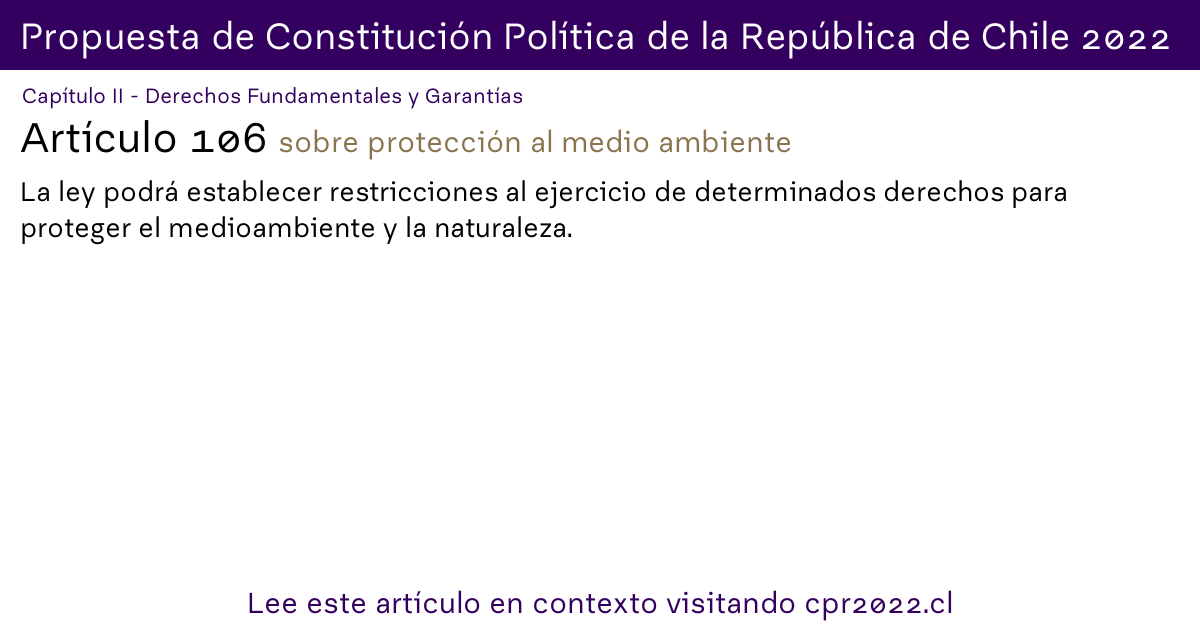 Propuesta de Constitución Política de la República de Chile 2022
Capítulo II - Derechos Fundamentales y Garantías
Artículo 106 sobre protección al medio ambiente
La ley podrá establecer restricciones al ejercicio de determinados derechos para
proteger el medioambiente y la naturaleza.
Lee este artículo en contexto visitando cpr2022.cl